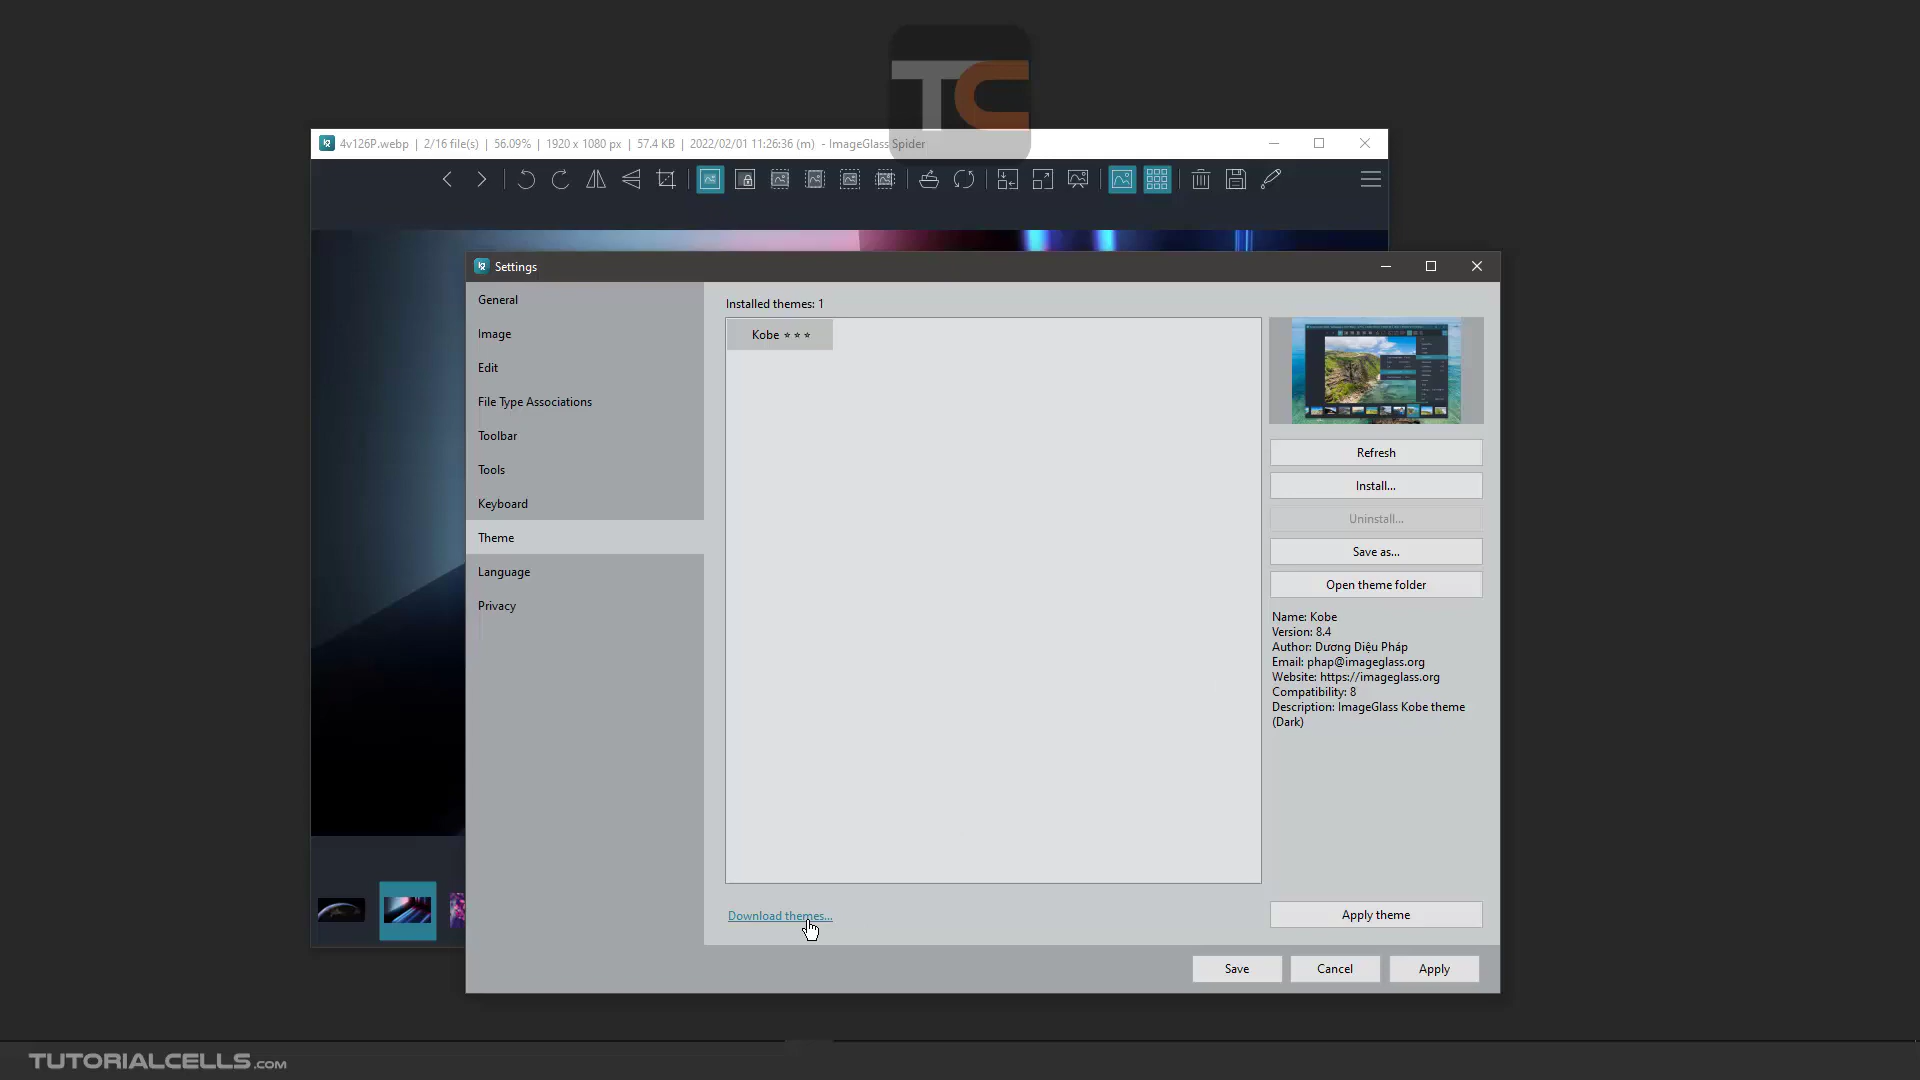 TC
4v126P.webp | 2/16 file(s) | 56.09% | 1920 x 1080 px | 57.4 KB | 2022/02/01 11:26:36 (m) - ImageGlass Spider
Settings
General
Image
Edit
File Type Associations
Toolbar
Tools
Keyboard
Theme
Language
Privacy
Installed themes: 1
Kobe ⭐⭐⭐
Refresh
Install...
Uninstall...
Save as...
Open theme folder
Name: Kobe
Version: 8.4
Author: Dương Diệu Pháp
Email: phap@imageglass.org
Website: https://imageglass.org
Compatibility: 8
Description: ImageGlass Kobe theme
(Dark)
Download themes...
Apply theme
Save
Cancel
Apply
TUTORIALCELLS.COM